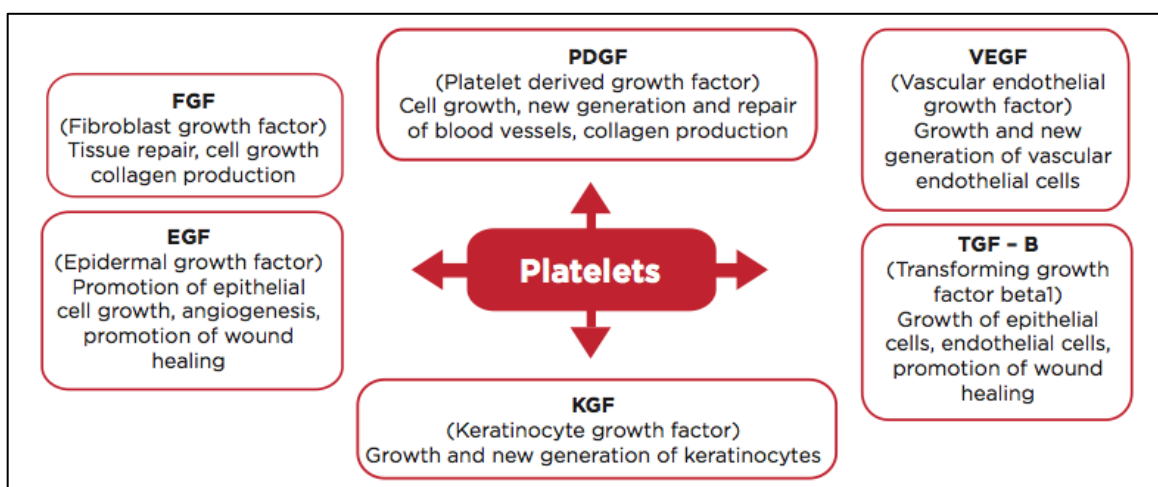 PDGF
(Platelet derived growth factor)
Cell growth, new generation and repair
of blood vessels, collagen production
VEGF
(Vascular endothelial
growth factor)
Growth and new
generation of vascular
endothelial cells
FGF
(Fibroblast growth factor)
Tissue repair, cell growth
collagen production
EGF
(Epidermal growth factor)
Promotion of epithelial
cell growth, angiogenesis,
promotion of wound
healing
Platelets
TGF – B
(Transforming growth
factor beta1)
Growth of epithelial
cells, endothelial cells,
promotion of wound
healing
KGF
(Keratinocyte growth factor)
Growth and new generation of keratinocytes